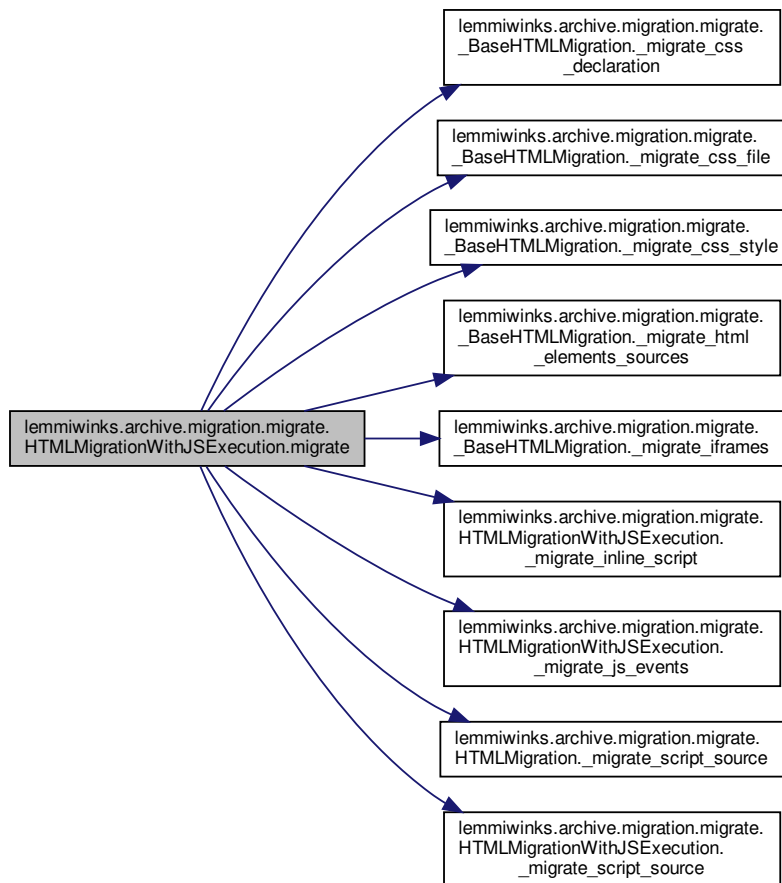 lemmiwinks.archive.migration.migrate.
_BaseHTMLMigration._migrate_css
_declaration
lemmiwinks.archive.migration.migrate.
_BaseHTMLMigration._migrate_css_file
lemmiwinks.archive.migration.migrate.
_BaseHTMLMigration._migrate_css_style
lemmiwinks.archive.migration.migrate.
_BaseHTMLMigration._migrate_html
_elements_sources
lemmiwinks.archive.migration.migrate.
HTMLMigrationWithJSExecution.migrate
lemmiwinks.archive.migration.migrate.
_BaseHTMLMigration._migrate_iframes
lemmiwinks.archive.migration.migrate.
HTMLMigrationWithJSExecution.
_migrate_inline_script
lemmiwinks.archive.migration.migrate.
HTMLMigrationWithJSExecution.
_migrate_js_events
lemmiwinks.archive.migration.migrate.
HTMLMigration._migrate_script_source
lemmiwinks.archive.migration.migrate.
HTMLMigrationWithJSExecution.
_migrate_script_source